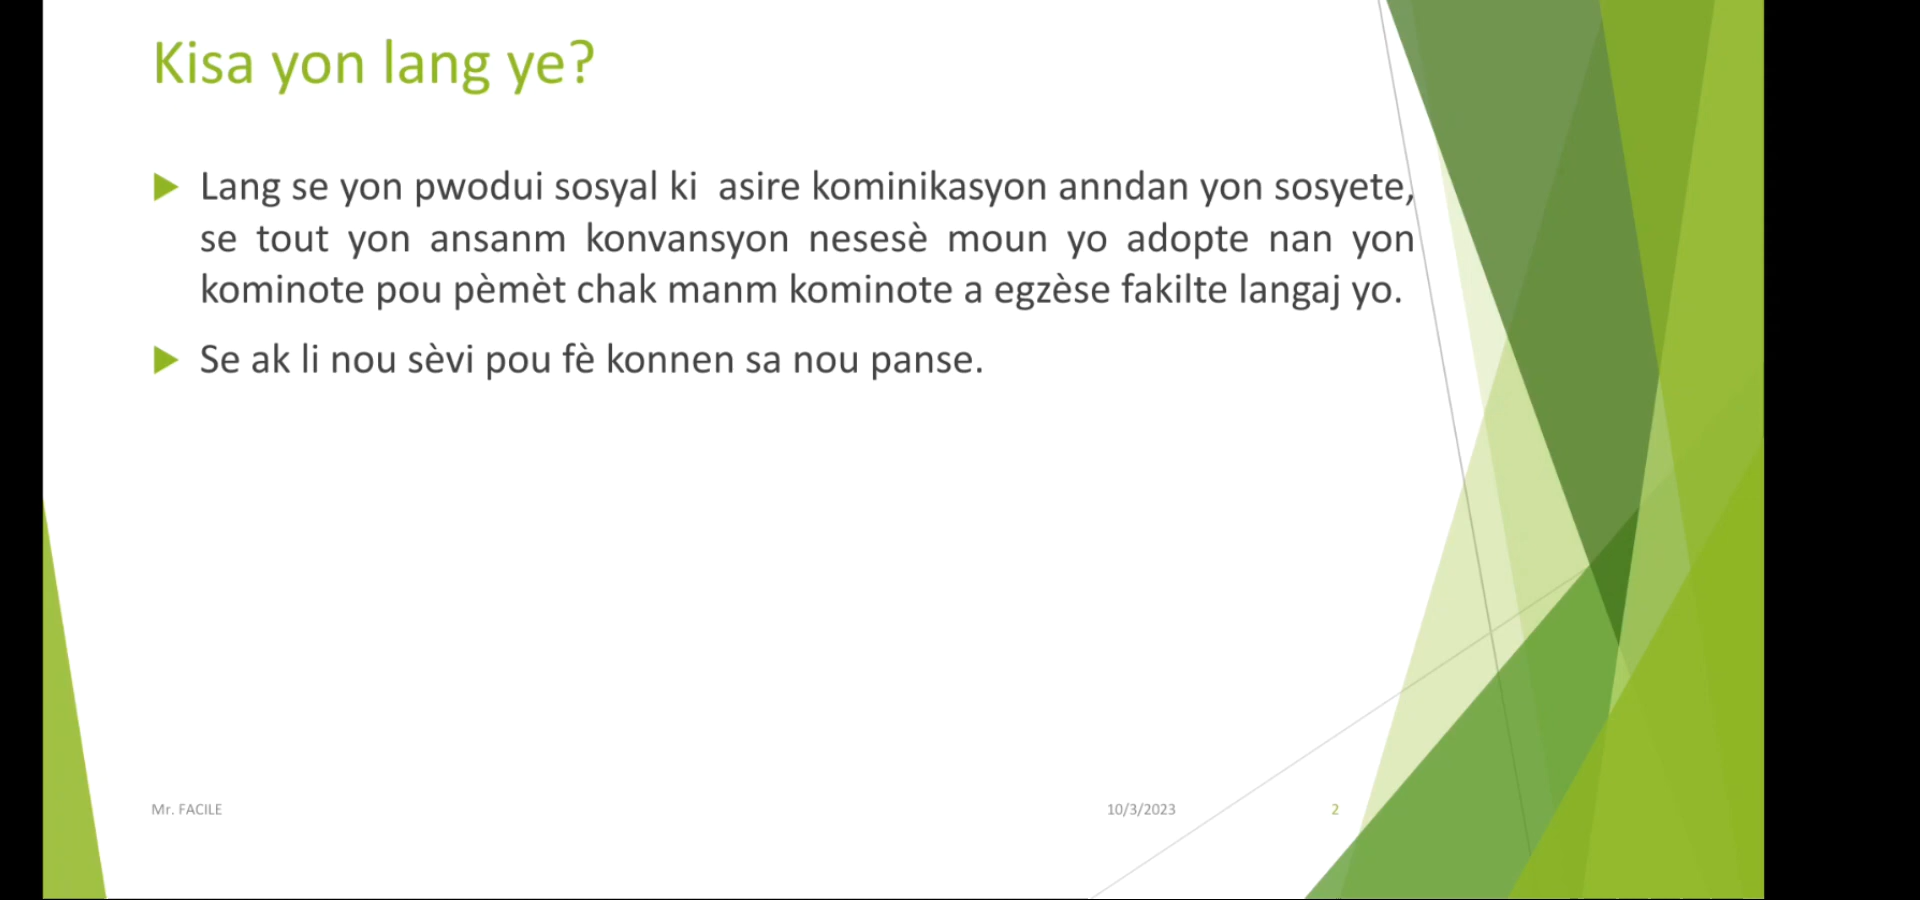 Kisa yon lang ye?
Lang se yon pwodui sosyal ki  asire kominikasyon anndan yon sosyete,
se tout yon ansanm konvansyon nesesè moun yo adopte nan yon
kominote pou pèmèt chak manm kominote a egzèse fakilte langaj yo.
Se ak li nou sèvi pou fè konnen sa nou panse.
Mr. FACILE
10/3/2023
2